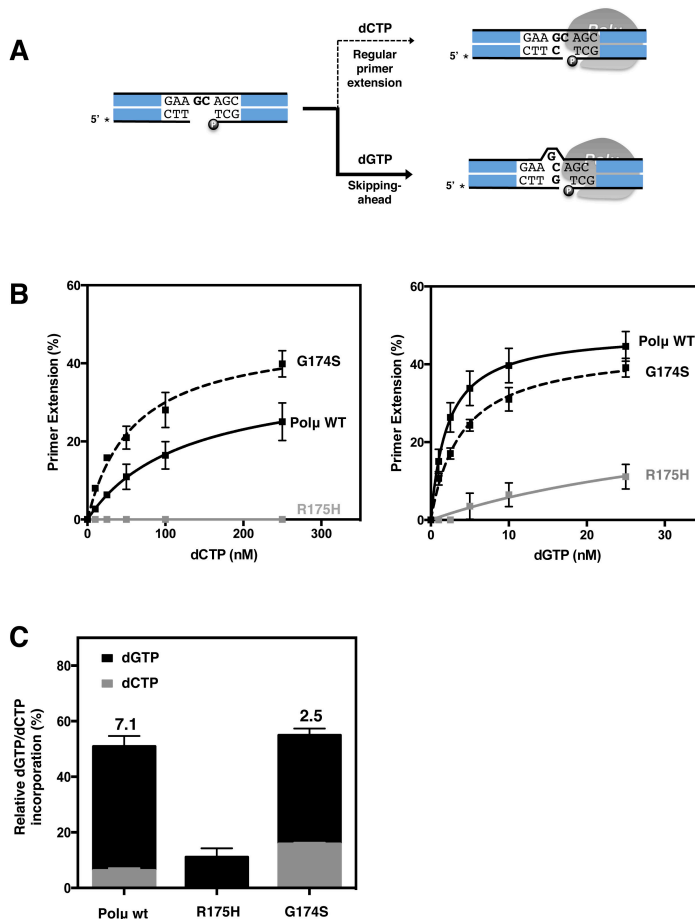 A
GAA GC AGC
CTT TCG
5' *
P
dCTP
Regular
primer
extension
dGTP
Skipping-
ahead
GAA GC AGC
CTT C TCG
5' *
P
G
GAA C AGC
CTT G TCG
5' *
P
B
Primer Extension (%)
60
40
20
0
0
100
200
300
dCTP (nM)
G174S
Polμ WT
R175H
Primer Extension (%)
60
40
20
0
0
10
20
30
dGTP (nM)
Polμ WT
G174S
R175H
C
Relative dGTP/dCTP
incorporation (%)
80
60
40
20
0
dGTP
dCTP
7.1
2.5
Polμ wt
R175H
G174S